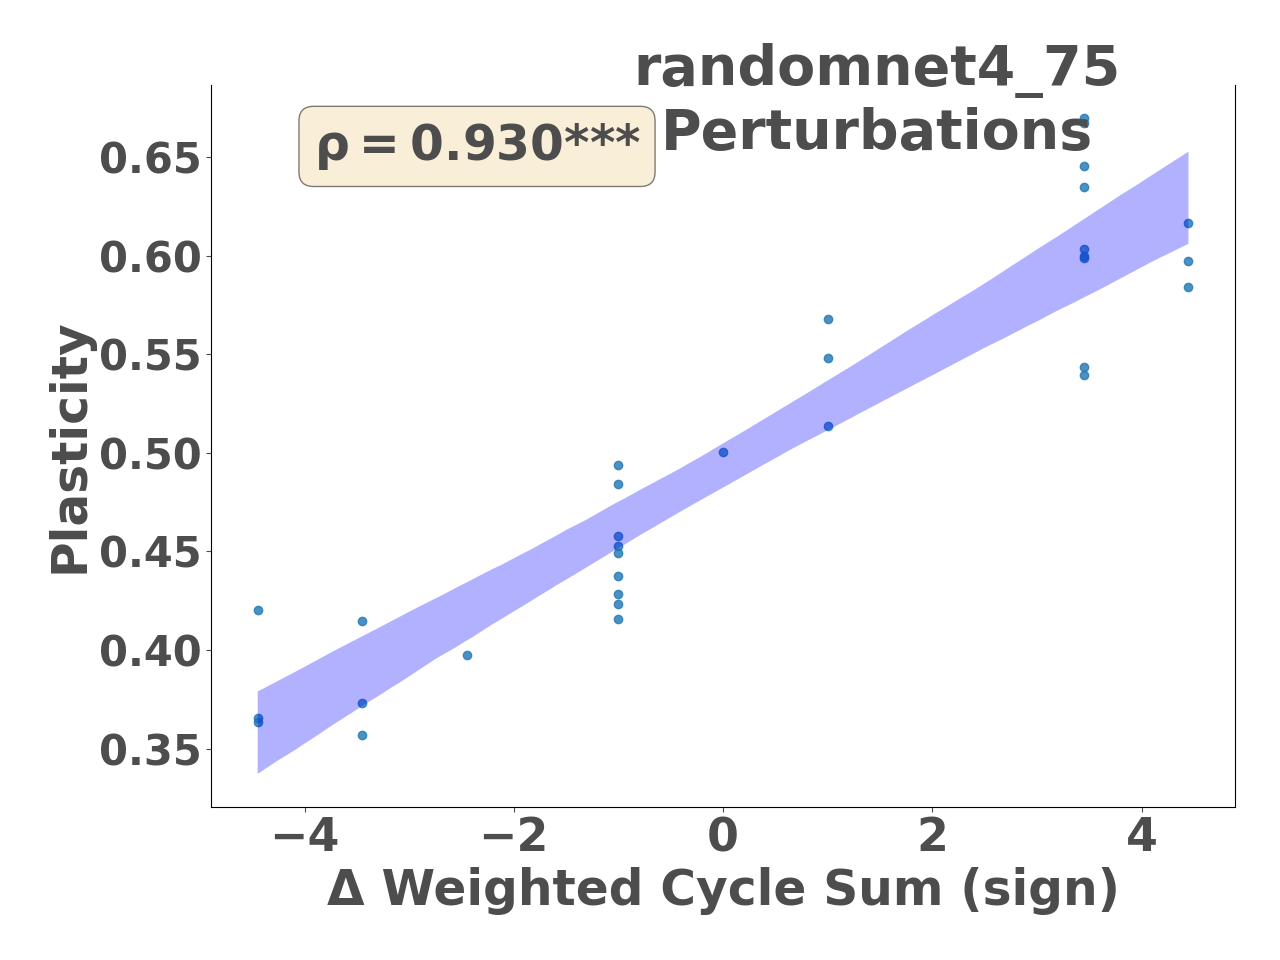 randomnet4_75
Perturbations
ρ = 0.930***
0.65
0.60
0.55
0.50
0.45
0.40
0.35
Plasticity
−4
−2
0
2
4
Δ Weighted Cycle Sum (sign)